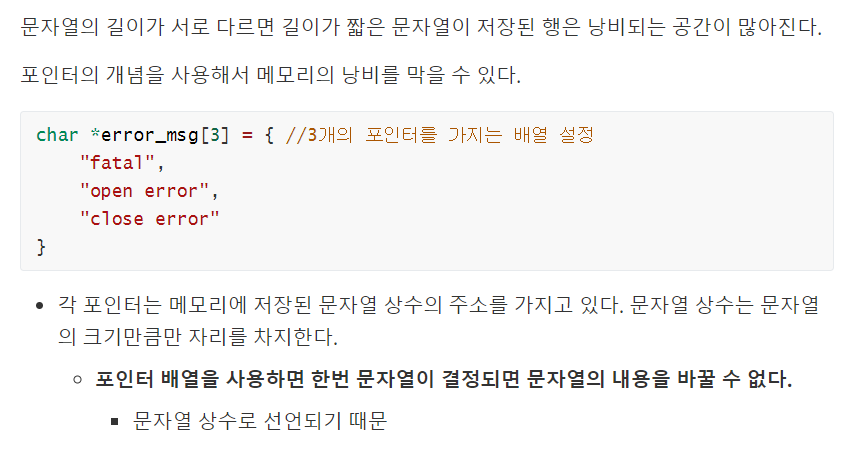 문자열의 길이가 서로 다르면 길이가 짧은 문자열이 저장된 행은 낭비되는 공간이 많아진다.
포인터의 개념을 사용해서 메모리의 낭비를 막을 수 있다.
char *error_msg[3] = { //3개의 포인터를 가지는 배열 설정
    "fatal",
    "open error",
    "close error"
}
각 포인터는 메모리에 저장된 문자열 상수의 주소를 가지고 있다. 문자열 상수는 문자열
의 크기만큼만 자리를 차지한다.
포인터 배열을 사용하면 한번 문자열이 결정되면 문자열의 내용을 바꿀 수 없다.
문자열 상수로 선언되기 때문